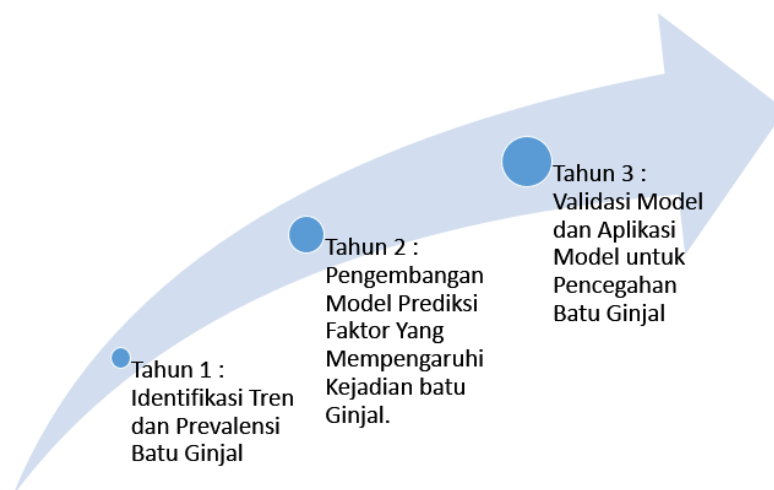 Tahun 1 :
Identifikasi Tren
dan Prevalensi
Batu Ginjal
Tahun 2 :
Pengembangan
Model Prediksi
Faktor Yang
Mempengaruhi
Kejadian batu
Ginjal.
Tahun 3 :
Validasi Model
dan Aplikasi
Model untuk
Pencegahan
Batu Ginjal